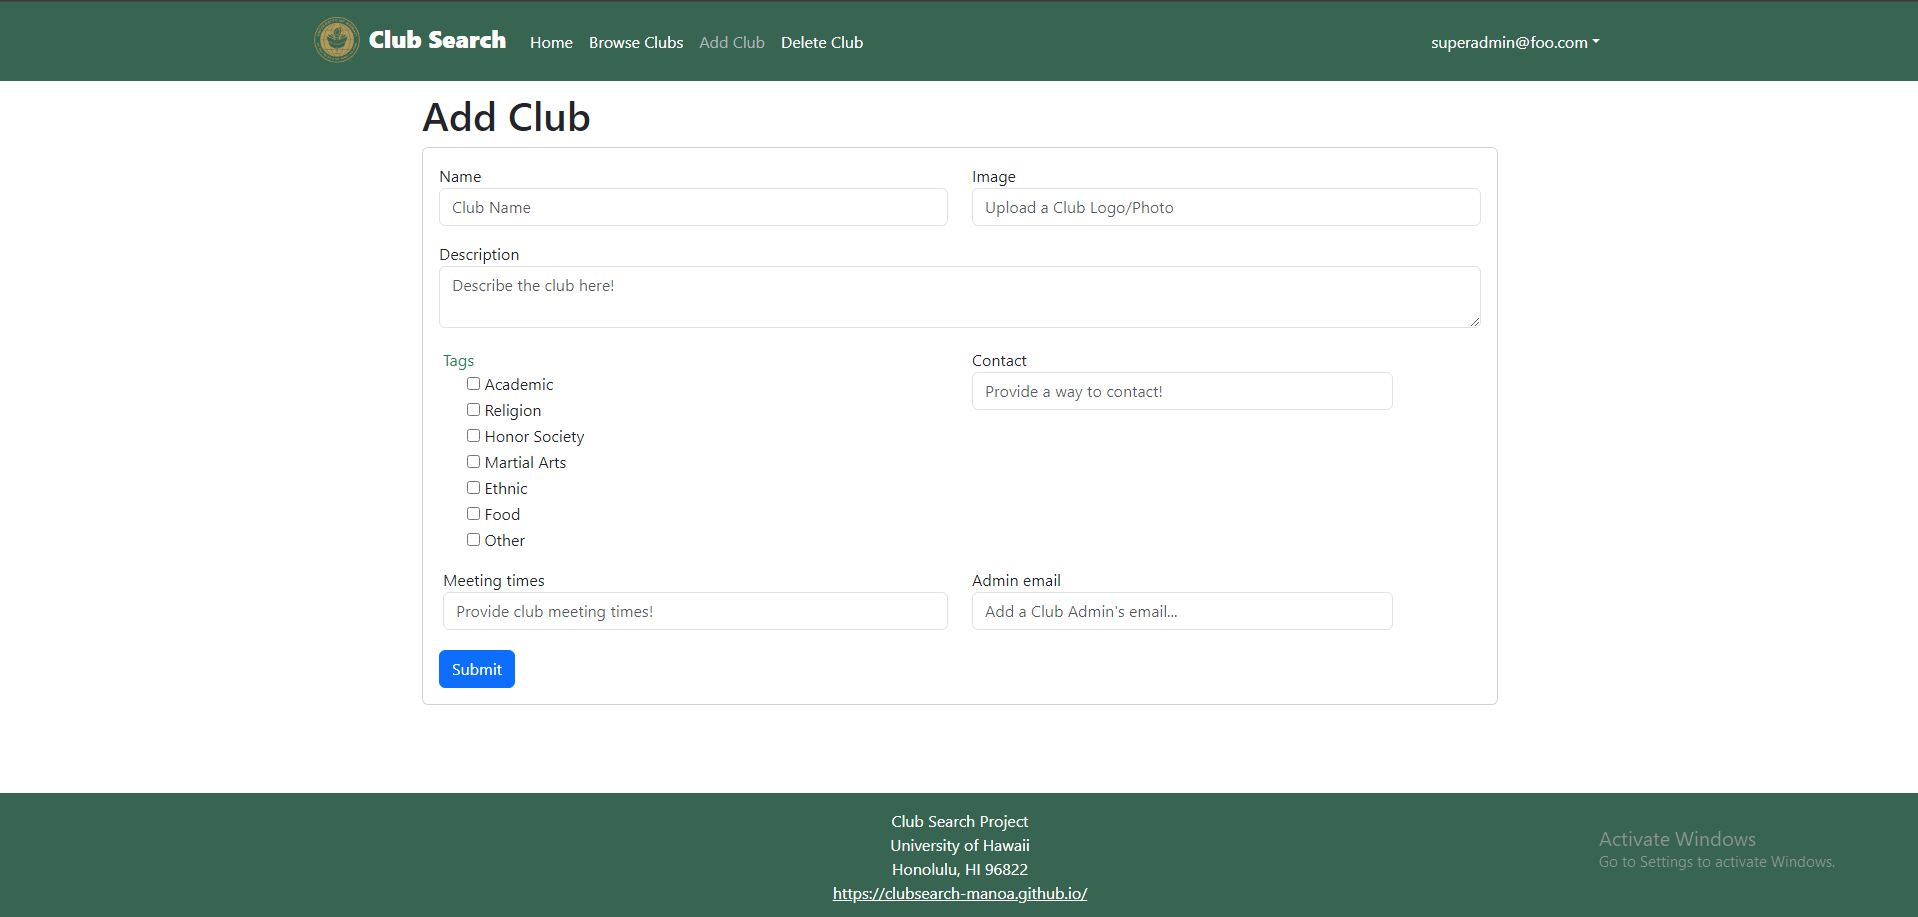 Club Search Home Browse Clubs Add Club Delete Club superadmin@foo.com
Add Club
Name Image
Club Name Upload a Club Logo/Photo
Description
Describe the club here!
Tags Contact
Academic Provide a way to contact!
Religion
Honor Society
Martial Arts
Ethnic
Food
Other
Meeting times Admin email
Provide club meeting times! Add a Club Admin's email...
Submit
Club Search Project
University of Hawaii
Honolulu, HI 96822
https://clubsearch-manoa.github.io/
Activate Windows
Go to Settings to activate Windows.